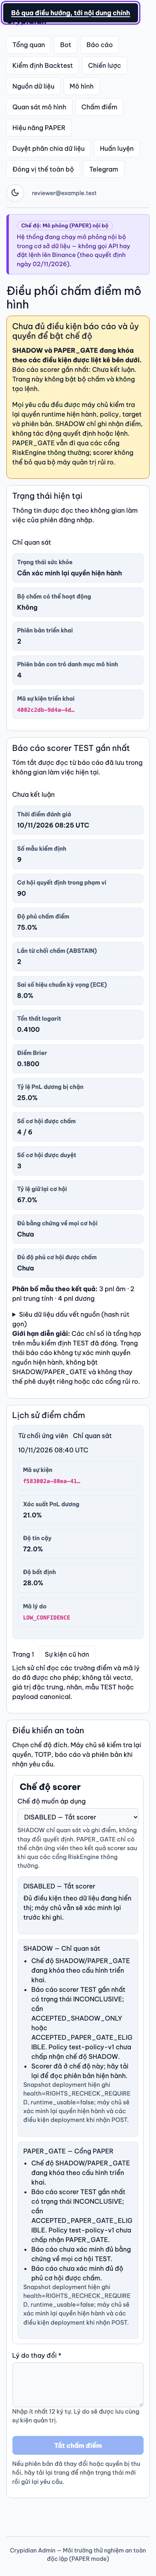 Bỏ qua điều hướng, tới nội dung chính
Tổng quan
Bot
Báo cáo
Kiểm định Backtest
Chiến lược
Nguồn dữ liệu
Mô hình
Quan sát mô hình
Chấm điểm
Hiệu năng PAPER
Duyệt phân chia dữ liệu
Huấn luyện
Đóng vị thế toàn bộ
Telegram
reviewer@example.test
Chế độ: Mô phỏng (PAPER) nội bộ
Hệ thống đang chạy mô phỏng nội bộ trong cơ sở dữ liệu — không gọi API hay đặt lệnh lên Binance (theo quyết định ngày 02/11/2026).
Điều phối chấm điểm mô hình
Chưa đủ điều kiện báo cáo và ủy quyền để bật chế độ
SHADOW và PAPER_GATE đang khóa theo các điều kiện được liệt kê bên dưới. Báo cáo scorer gần nhất: Chưa kết luận. Trang này không bật bộ chấm và không tạo lệnh.
Mọi yêu cầu đều được máy chủ kiểm tra lại quyền runtime hiện hành, policy, target và phiên bản. SHADOW chỉ ghi nhận điểm, không tác động quyết định hoặc lệnh. PAPER_GATE vẫn đi qua các cổng RiskEngine thông thường; scorer không thể bỏ qua bộ máy quản trị rủi ro.
Trạng thái hiện tại
Thông tin được đọc theo không gian làm việc của phiên đăng nhập.
Chỉ quan sát
Trạng thái sức khỏe
Cần xác minh lại quyền hiện hành
Bộ chấm có thể hoạt động
Không
Phiên bản triển khai
2
Phiên bản con trỏ danh mục mô hình
4
Mã sự kiện triển khai
4002c2db–9d4a–4d…
Báo cáo scorer TEST gần nhất
Tóm tắt được đọc từ báo cáo đã lưu trong không gian làm việc hiện tại.
Chưa kết luận
Thời điểm đánh giá
10/11/2026 08:25 UTC
Số mẫu kiểm định
9
Cơ hội quyết định trong phạm vi
90
Độ phủ chấm điểm
75.0%
Lần từ chối chấm (ABSTAIN)
2
Sai số hiệu chuẩn kỳ vọng (ECE)
8.0%
Tổn thất logarit
0.4100
Điểm Brier
0.1800
Tỷ lệ PnL dương bị chặn
25.0%
Số cơ hội được chấm
4 / 6
Số cơ hội được duyệt
3
Tỷ lệ giữ lại cơ hội
67.0%
Đủ bằng chứng về mọi cơ hội
Chưa
Đủ độ phủ cơ hội được chấm
Chưa
Phân bố mẫu theo kết quả: 3 pnl âm · 2 pnl trung tính · 4 pnl dương
Siêu dữ liệu dấu vết nguồn (hash rút gọn)
Giới hạn diễn giải: Các chỉ số là tổng hợp trên mẫu kiểm định TEST đã đóng. Trạng thái báo cáo không tự xác minh quyền nguồn hiện hành, không bật SHADOW/PAPER_GATE và không thay thế phê duyệt riêng hoặc các cổng rủi ro.
Lịch sử điểm chấm
Từ chối ứng viên
Chỉ quan sát
10/11/2026 08:40 UTC
Mã sự kiện
f583002a–80ea–41…
Xác suất PnL dương
21.0%
Độ tin cậy
72.0%
Độ bất định
28.0%
Mã lý do
LOW_CONFIDENCE
Trang 1
Sự kiện cũ hơn
Lịch sử chỉ đọc các trường điểm và mã lý do đã được cho phép; không tải vectơ, giá trị đặc trưng, nhãn, mẫu TEST hoặc payload canonical.
Điều khiển an toàn
Chọn chế độ đích. Máy chủ sẽ kiểm tra lại quyền, TOTP, báo cáo và phiên bản khi nhận yêu cầu.
Chế độ scorer
Chế độ muốn áp dụng
DISABLED — Tắt scorer
SHADOW chỉ quan sát và ghi điểm, không thay đổi quyết định. PAPER_GATE chỉ có thể chặn ứng viên theo kết quả scorer sau khi qua các cổng RiskEngine thông thường.
DISABLED — Tắt scorer
Đủ điều kiện theo dữ liệu đang hiển thị; máy chủ vẫn sẽ xác minh lại trước khi ghi.
SHADOW — Chỉ quan sát
Chế độ SHADOW/PAPER_GATE đang khóa theo cấu hình triển khai.
Báo cáo scorer TEST gần nhất có trạng thái INCONCLUSIVE; cần ACCEPTED_SHADOW_ONLY hoặc ACCEPTED_PAPER_GATE_ELIGIBLE. Policy test–policy–v1 chưa chấp nhận chế độ SHADOW.
Scorer đã ở chế độ này; hãy tải lại để đọc phiên bản hiện hành.
Snapshot deployment hiện ghi health=RIGHTS_RECHECK_REQUIRED, runtime_usable=false; máy chủ sẽ xác minh lại quyền hiện hành và các điều kiện deployment khi nhận POST.
PAPER_GATE — Cổng PAPER
Chế độ SHADOW/PAPER_GATE đang khóa theo cấu hình triển khai.
Báo cáo scorer TEST gần nhất có trạng thái INCONCLUSIVE; cần ACCEPTED_PAPER_GATE_ELIGIBLE. Policy test–policy–v1 chưa chấp nhận PAPER_GATE.
Báo cáo chưa xác minh đủ bằng chứng về mọi cơ hội TEST.
Báo cáo chưa xác minh đủ độ phủ cơ hội được chấm.
Snapshot deployment hiện ghi health=RIGHTS_RECHECK_REQUIRED, runtime_usable=false; máy chủ sẽ xác minh lại quyền hiện hành và các điều kiện deployment khi nhận POST.
Lý do thay đổi *
Nhập ít nhất 12 ký tự. Lý do sẽ được lưu cùng sự kiện quản trị.
Tắt chấm điểm
Nếu phiên bản đã thay đổi hoặc quyền bị thu hồi, hãy tải lại trang để nhận trạng thái mới rồi gửi lại yêu cầu.
Crypidian Admin — Môi trường thử nghiệm an toàn độc lập (PAPER mode)